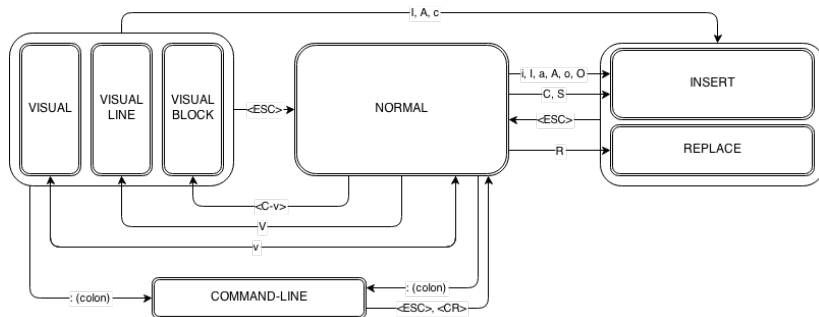 I, A, c
VISUAL
VISUAL
LINE
VISUAL
BLOCK
<ESC>
NORMAL
i, I, a, A, o, O
C, S
<ESC>
R
INSERT
REPLACE
<C-v>
V
v
: (colon)
COMMAND-LINE
: (colon)
<ESC>, <CR>